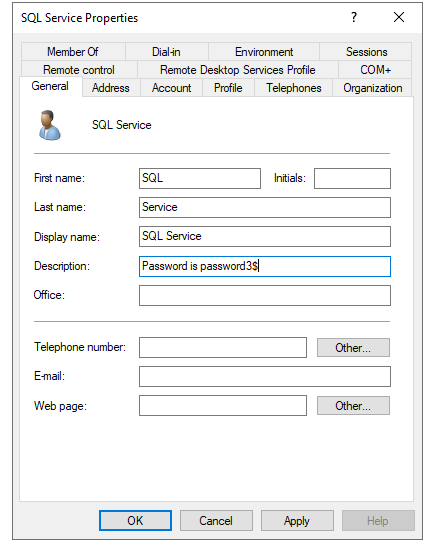 SQL Service Properties
?
Member Of Dial-in Environment Sessions
Remote control Remote Desktop Services Profile COM+
General Address Account Profile Telephones Organization
SQL Service
First name: SQL Initials:
Last name: Service
Display name: SQL Service
Description: Password is password3$
Office:
Telephone number: Other...
E-mail:
Web page: Other...
OK Cancel Apply Help